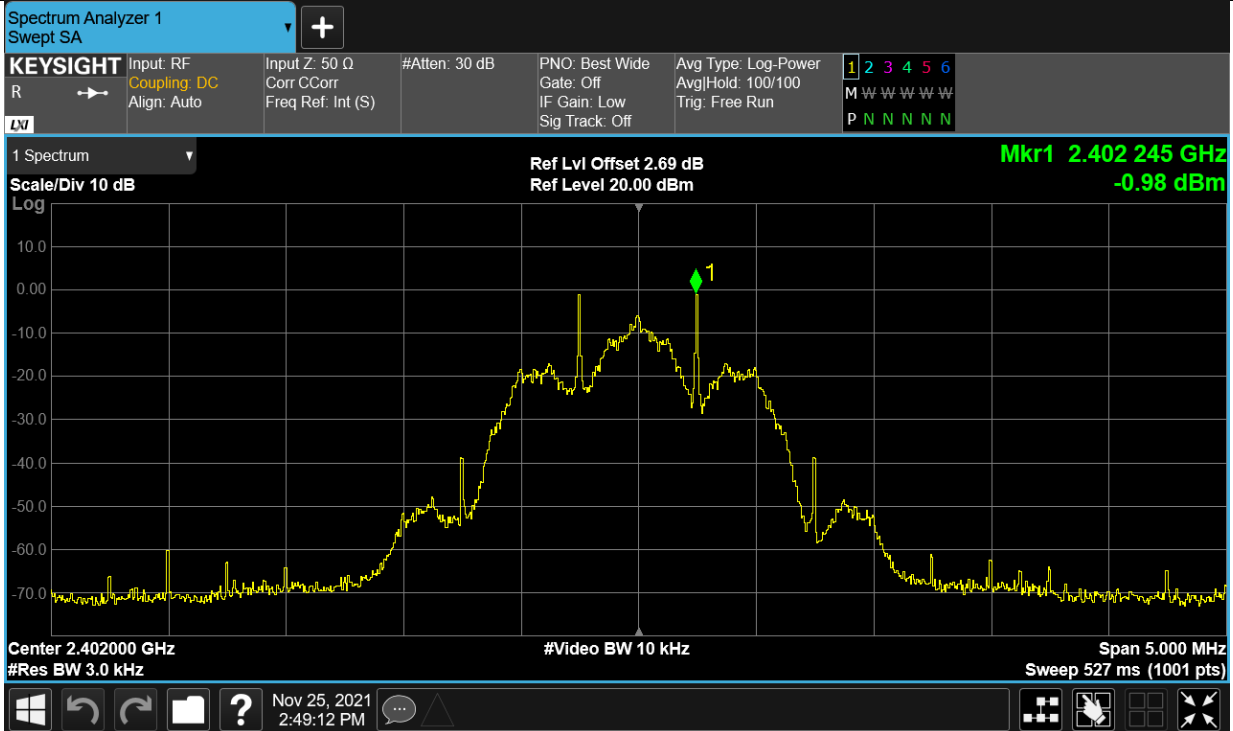 Spectrum Analyzer 1
Swept SA
KEYSIGHT
R
LXI
Input: RF
Coupling: DC
Align: Auto
Input Z: 50 Ω
Corr CCorr
Freq Ref: Int (S)
#Atten: 30 dB
PNO: Best Wide
Gate: Off
IF Gain: Low
Sig Track: Off
Avg Type: Log-Power
Avg|Hold: 100/100
Trig: Free Run
1 2 3 4 5 6
M W W W W W
P N N N N N
1 Spectrum
Scale/Div 10 dB
Log
Ref Lvl Offset 2.69 dB
Ref Level 20.00 dBm
Mkr1 2.402 245 GHz
-0.98 dBm
1
10.0
0.00
-10.0
-20.0
-30.0
-40.0
-50.0
-60.0
-70.0
Center 2.402000 GHz
#Res BW 3.0 kHz
#Video BW 10 kHz
Span 5.000 MHz
Sweep 527 ms (1001 pts)
?
Nov 25, 2021
2:49:12 PM